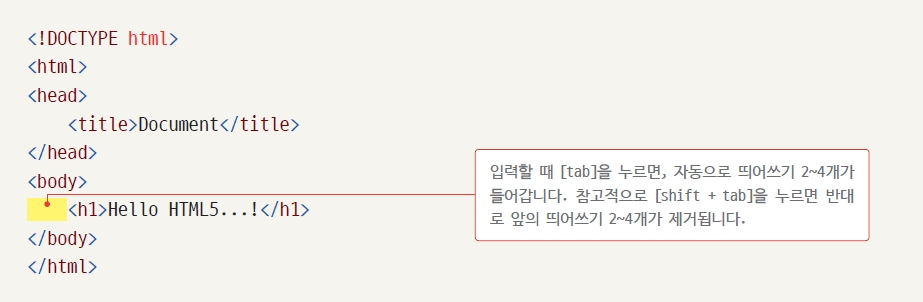 <!DOCTYPE html>
<html>
<head>
    <title>Document</title>
</head>
<body>
    <h1>Hello HTML5...!</h1>
</body>
</html>
입력할 때 [tab]을 누르면, 자동으로 띄어쓰기 2~4개가
들어갑니다. 참고적으로 [shift + tab]을 누르면 반대
로 앞의 띄어쓰기 2~4개가 제거됩니다.